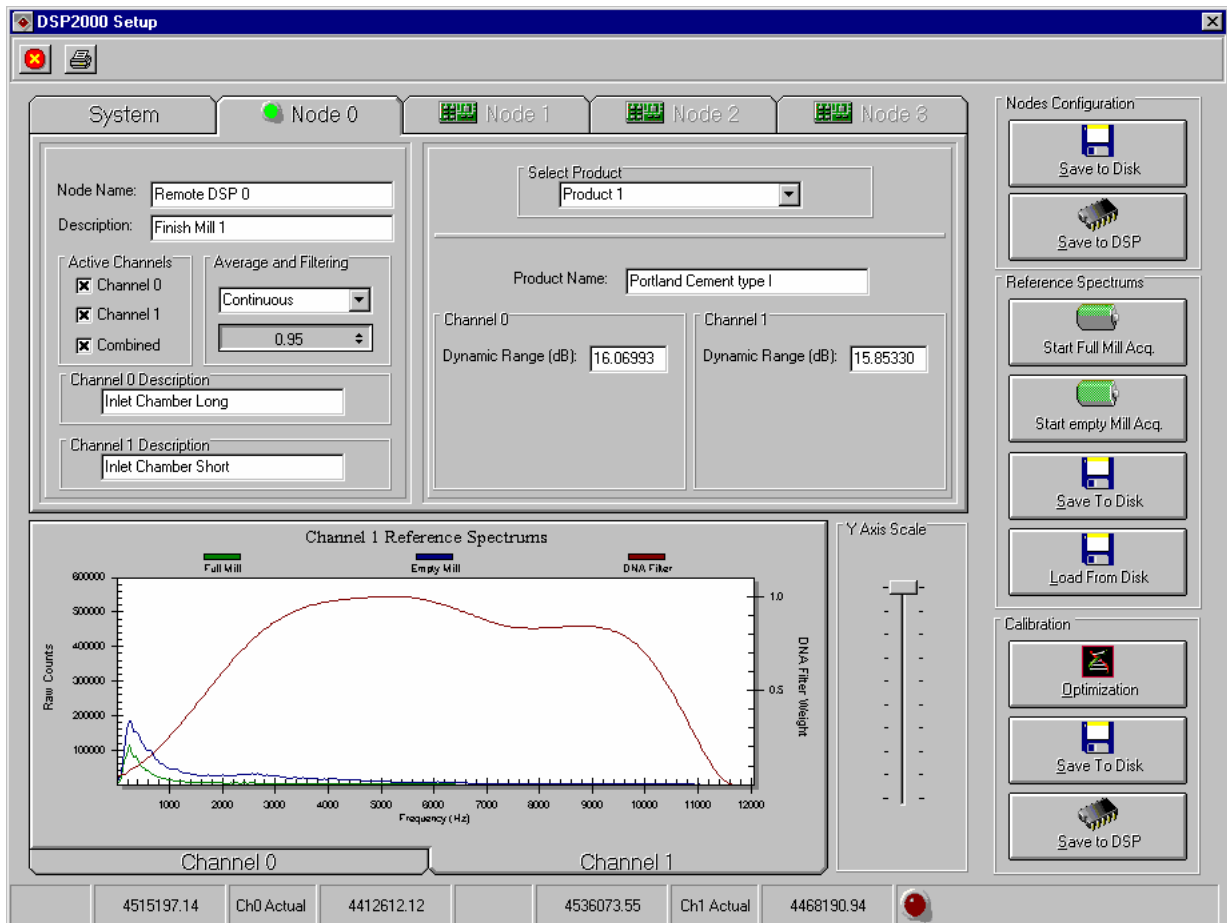 DSP2000 Setup
System
Node 0
Node 1
Node 2
Node 3
Node Name:
Remote DSP 0
Description:
Finish Mill 1
Active Channels
Channel 0
Channel 1
Combined
Average and Filtering
Continuous
0.95
Channel 0 Description
Inlet Chamber Long
Channel 1 Description
Inlet Chamber Short
Select Product
Product 1
Product Name:
Portland Cement type I
Channel 0
Dynamic Range (dB):
16.06993
Channel 1
Dynamic Range (dB):
15.85330
Nodes Configuration
Save to Disk
Save to DSP
Reference Spectrums
Start Full Mill Acq.
Start empty Mill Acq.
Save To Disk
Load From Disk
Calibration
Optimization
Save To Disk
Save to DSP
Channel 1 Reference Spectrums
Full Mill
Empty Mill
DNA Filter
Raw Counts
600000
500000
400000
300000
200000
100000
1.0
0.5
DNA Filter Weight
1000 2000 3000 4000 5000 6000 7000 8000 9000 10000 11000 12000
Frequency (Hz)
Y Axis Scale
Channel 0
Channel 1
4515197.14
Ch0 Actual
4412612.12
4536073.55
Ch1 Actual
4468190.94